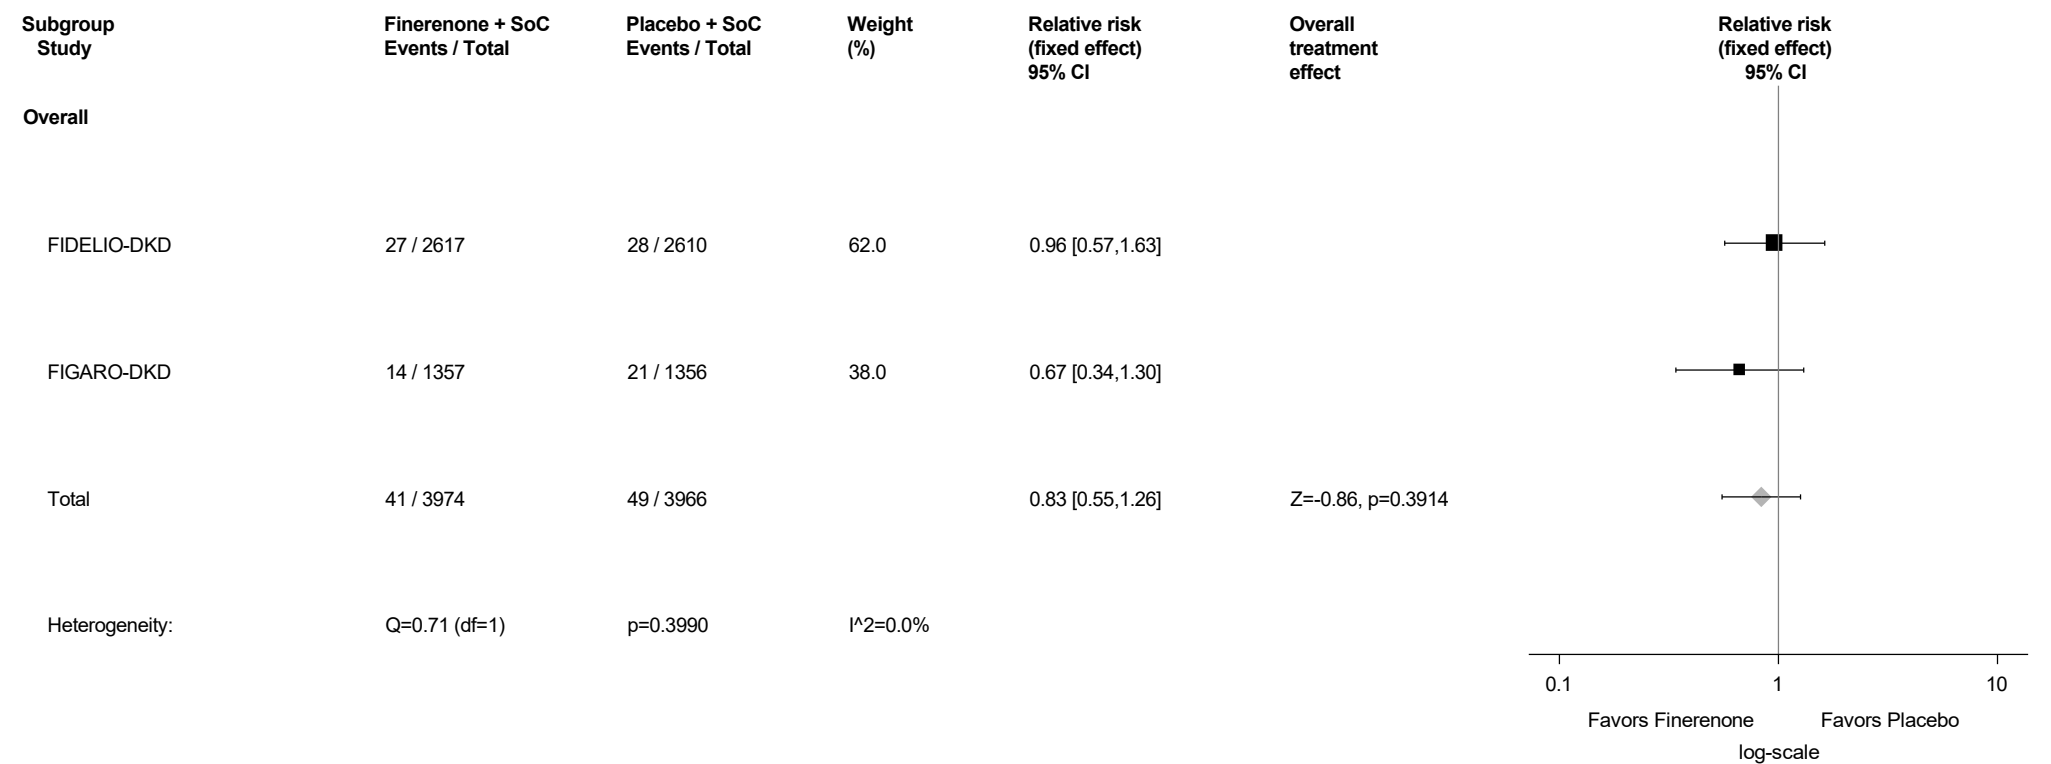 Subgroup Finerenone + SoC Placebo + SoC Weight Relative risk Overall Relative risk
Study Events / Total Events / Total (%) (fixed effect) treatment (fixed effect)
95% CI effect 95% CI
Overall
FIDELIO-DKD 27 / 2617 28 / 2610 62.0 0.96 [0.57,1.63]
FIGARO-DKD 14 / 1357 21 / 1356 38.0 0.67 [0.34,1.30]
Total 41 / 3974 49 / 3966 0.83 [0.55,1.26] Z=-0.86, p=0.3914
Heterogeneity: Q=0.71 (df=1) p=0.3990 I^2=0.0%
0.1 1 10
Favors Finerenone Favors Placebo
log-scale